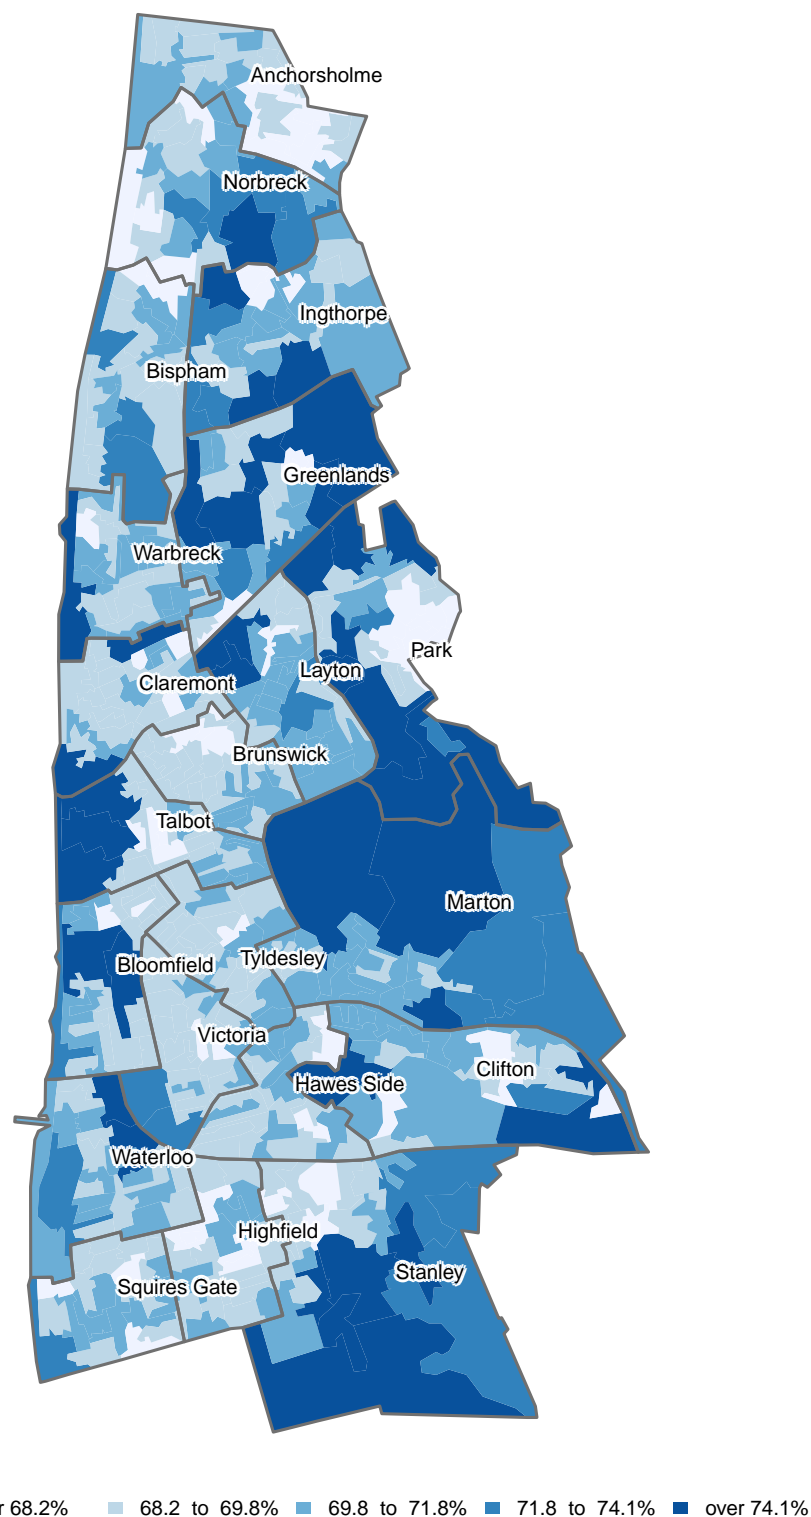 Anchorsholme
Norbreck
Ingthorpe
Bispham
Greenlands
Warbreck
Park
Layton
Claremont
Brunswick
Talbot
Marton
Tyldesley
Bloomfield
Victoria
Clifton
Hawes Side
Waterloo
Highfield
Stanley
Squires Gate
68.2% 68.2 to 69.8% 69.8 to 71.8% 71.8 to 74.1% over 74.1%